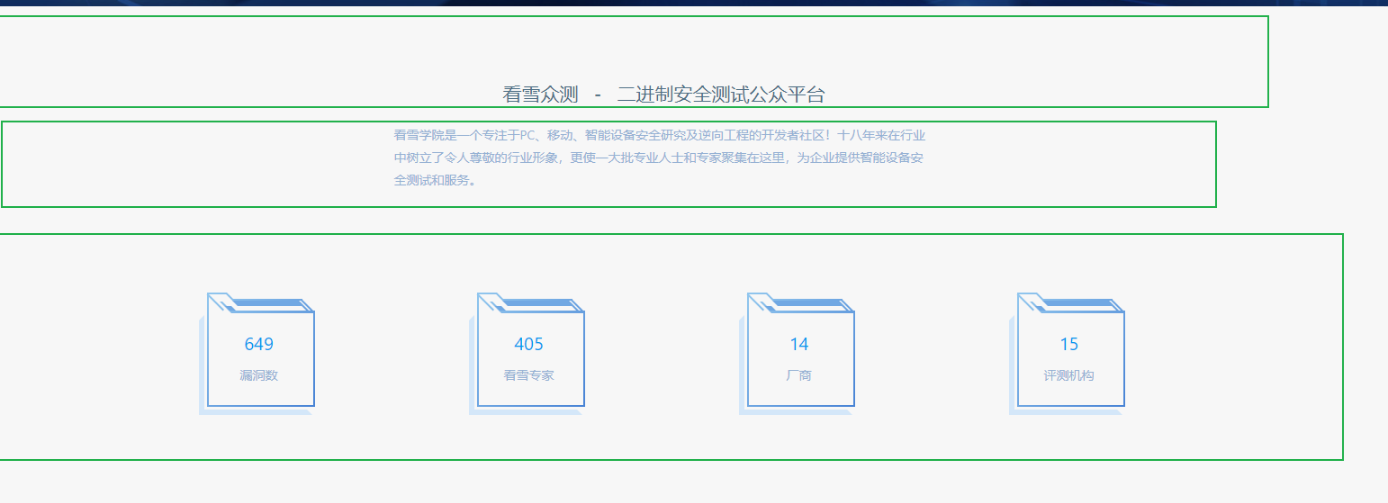 看雪众测 - 二进制安全测试公众平台
看雪学院是一个专注于PC、移动、智能设备安全研究及逆向工程的开发者社区！十八年来在行业
中树立了令人尊敬的行业形象，更使一大批专业人士和专家聚集在这里，为企业提供智能设备安
全测试和服务。
649
漏洞数
405
看雪专家
14
厂商
15
评测机构